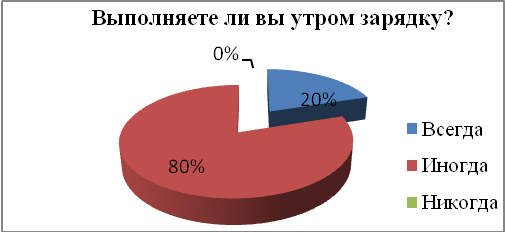 Выполняете ли вы утром зарядку?
0%
20%
80%
Всегда
Иногда
Никогда